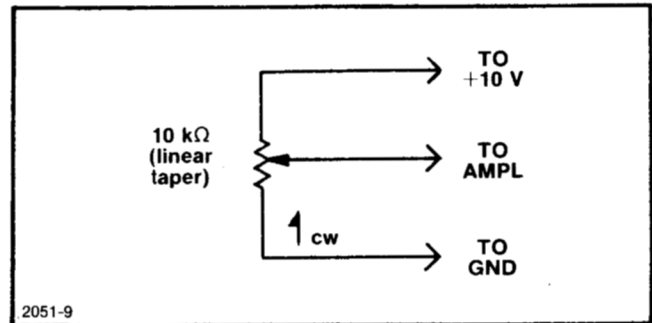 TO
+10 V
10 kΩ
(linear
taper)
TO
AMPL
CW
TO
GND
2051-9